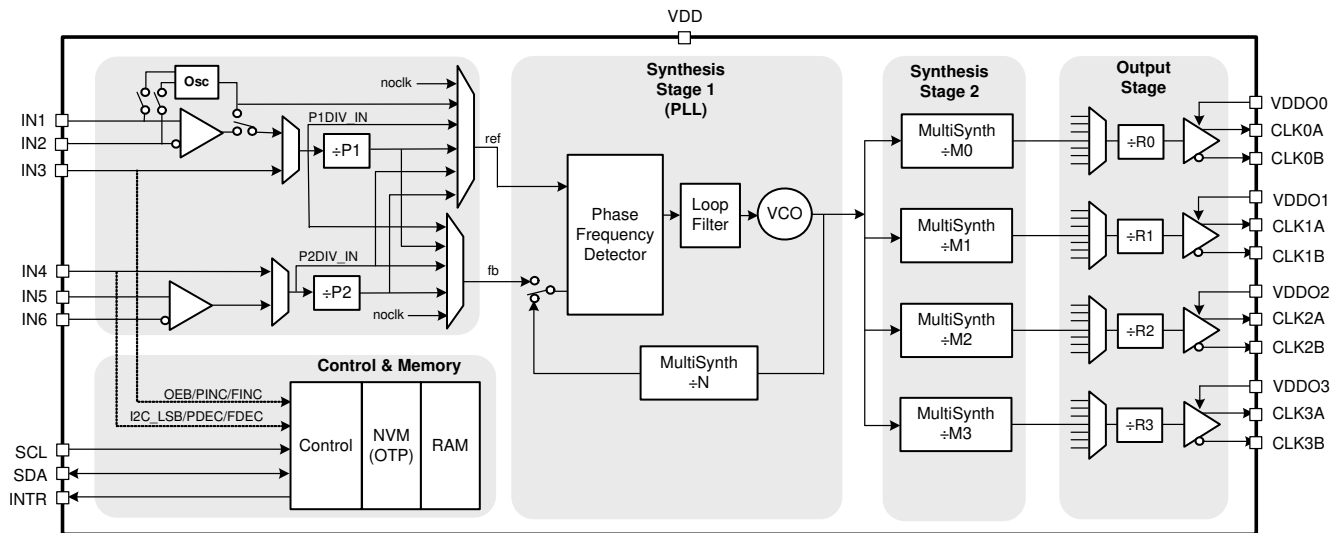 VDD
Osc
noclk
Synthesis
Stage 1
(PLL)
Synthesis
Stage 2
Output
Stage
IN1
IN2
IN3
P1DIV_IN
÷P1
ref
Phase
Frequency
Detector
Loop
Filter
VCO
MultiSynth
÷M0
÷R0
VDDO0
CLK0A
CLK0B
MultiSynth
÷M1
÷R1
VDDO1
CLK1A
CLK1B
IN4
IN5
IN6
P2DIV_IN
÷P2
noclk
fb
MultiSynth
÷N
MultiSynth
÷M2
÷R2
VDDO2
CLK2A
CLK2B
MultiSynth
÷M3
÷R3
VDDO3
CLK3A
CLK3B
Control & Memory
OEB/PINC/FINC
I2C_LSB/PDEC/FDEC
Control
NVM
(OTP)
RAM
SCL
SDA
INTR